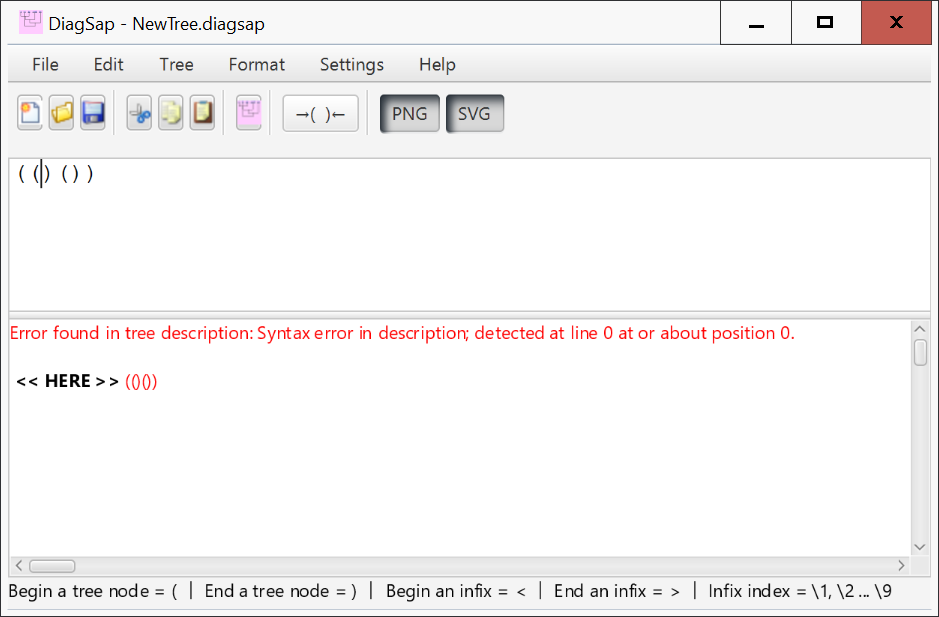 DiagSap - NewTree.diagsap
File Edit Tree Format Settings Help
→( )← PNG SVG
( () () )
Error found in tree description: Syntax error in description; detected at line 0 at or about position 0.
<< HERE >> (()())
Begin a tree node = ( | End a tree node = ) | Begin an infix = < | End an infix = > | Infix index = \1, \2 ... \9